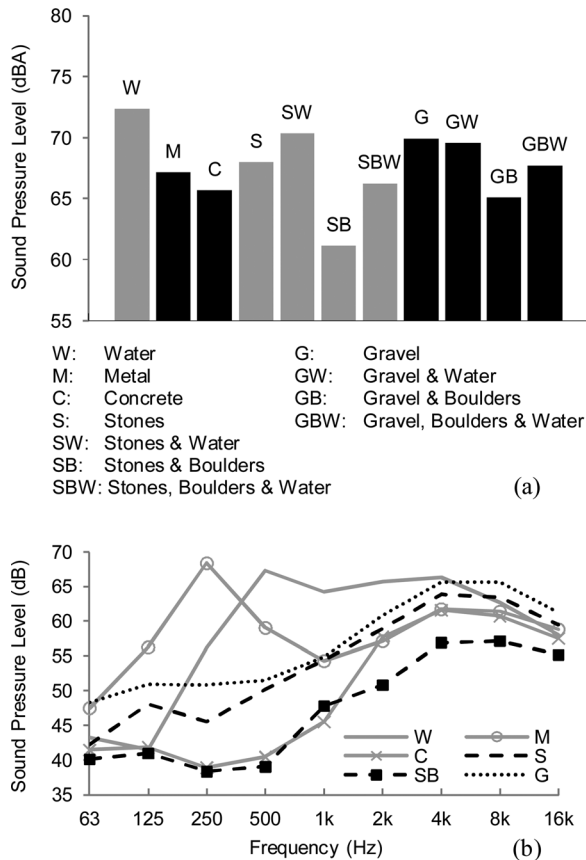 80
75
70
65
60
55
Sound Pressure Level (dBA)
W
M
C
S
SW
SB
SBW
G
GW
GB
GBW
W: Water
M: Metal
C: Concrete
S: Stones
SW: Stones & Water
SB: Stones & Boulders
SBW: Stones, Boulders & Water
G: Gravel
GW: Gravel & Water
GB: Gravel & Boulders
GBW: Gravel, Boulders & Water
(a)
70
65
60
55
50
45
40
35
Sound Pressure Level (dB)
W
M
C
S
SB
G
63 125 250 500 1k 2k 4k 8k 16k
Frequency (Hz)
(b)